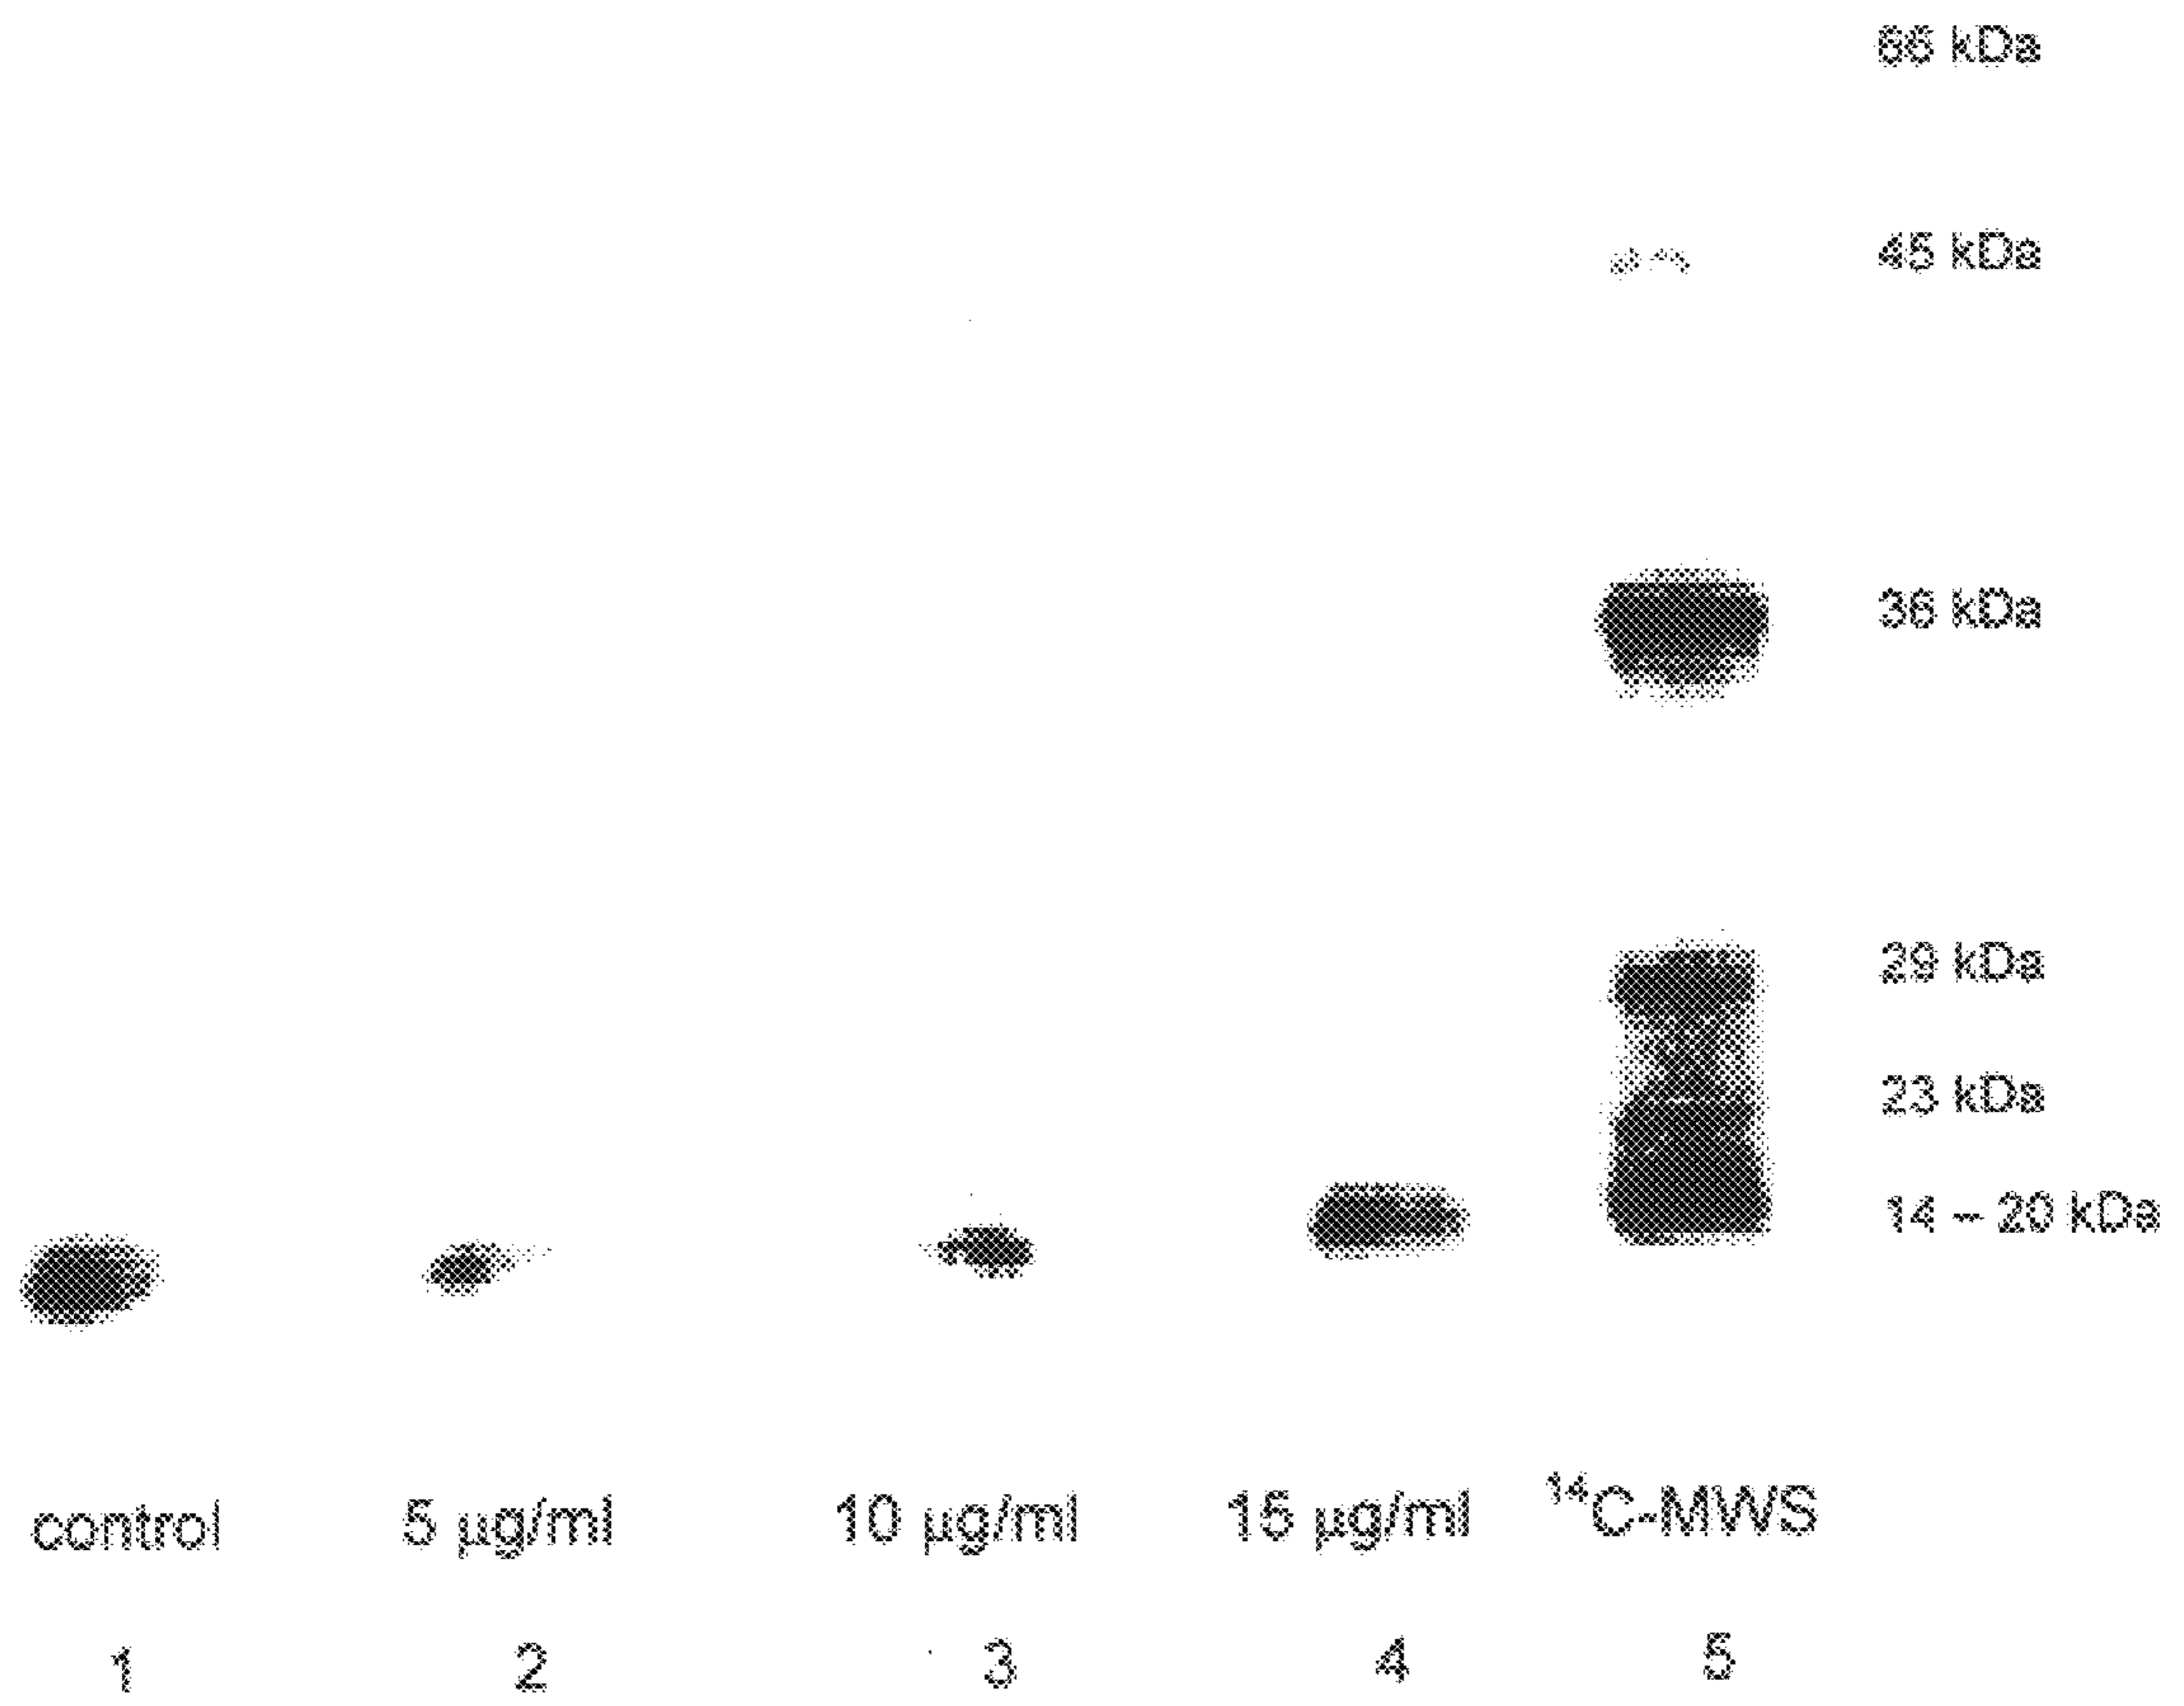 66 kDa
45 kDa
36 kDa
29 kDa
23 kDa
14 – 20 kDa
control 5 µg/ml 10 µg/ml 15 µg/ml ¹⁴C-MWS
1 2 3 4 5